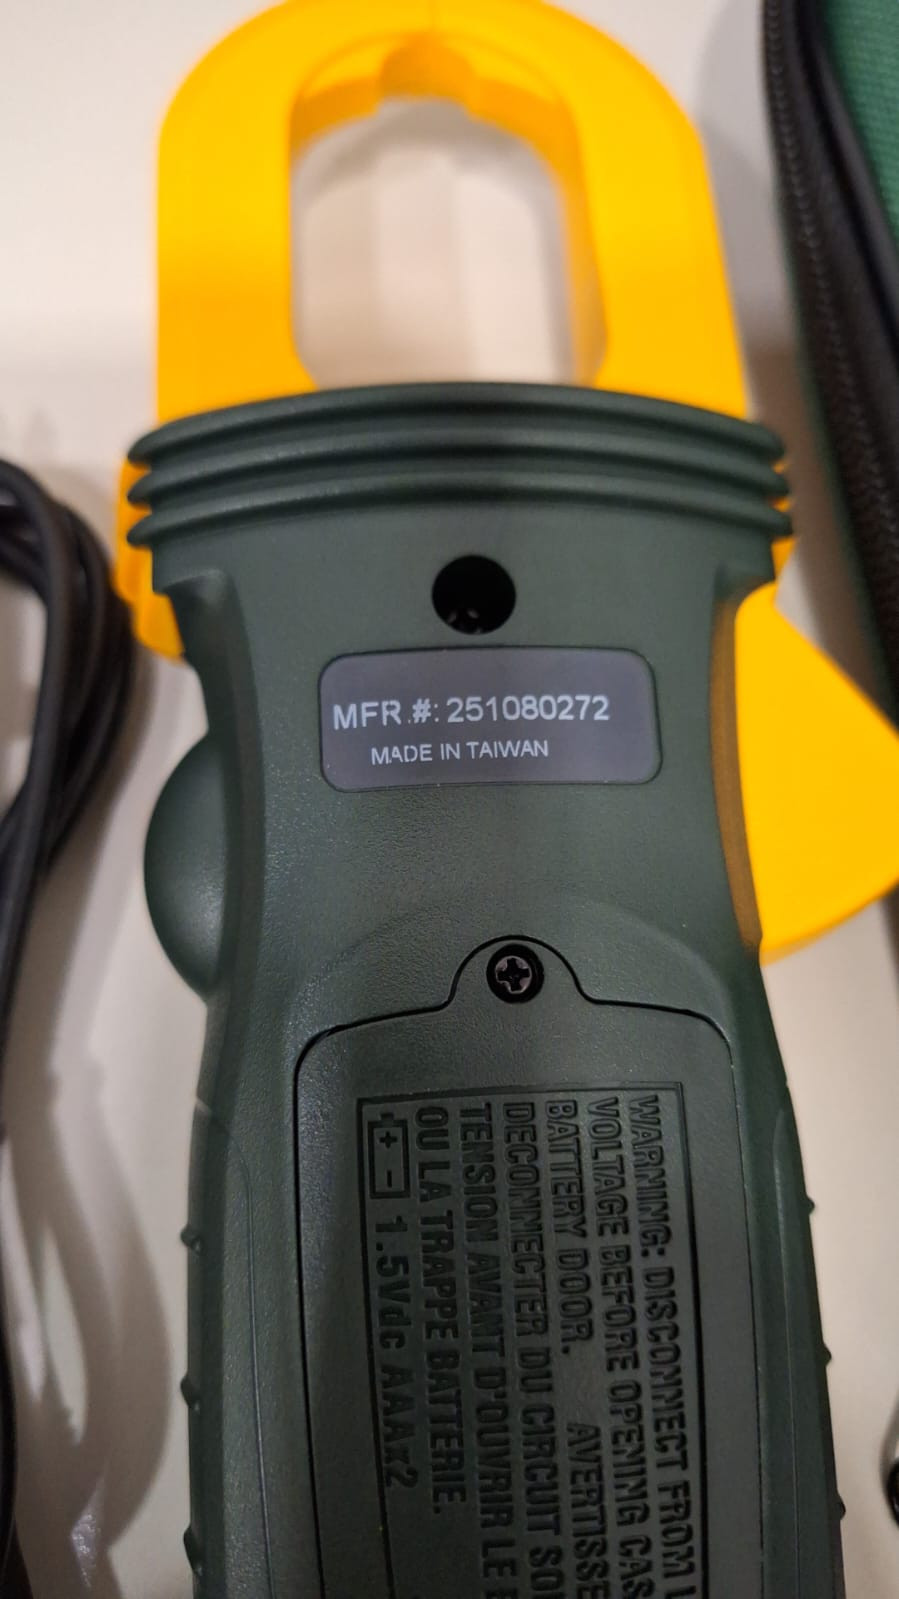 MFR.#: 251080272
MADE IN TAIWAN
WARNING: DISCONNECT FROM
VOLTAGE BEFORE OPENING
BATTERY DOOR. AVERTISSE
DECONNECTER DU CIRCUIT
TENSION AVANT D'OUVRIR LE
OU LA TRAPPE BATTERIE.
+ - 1.5Vdc AAAx2